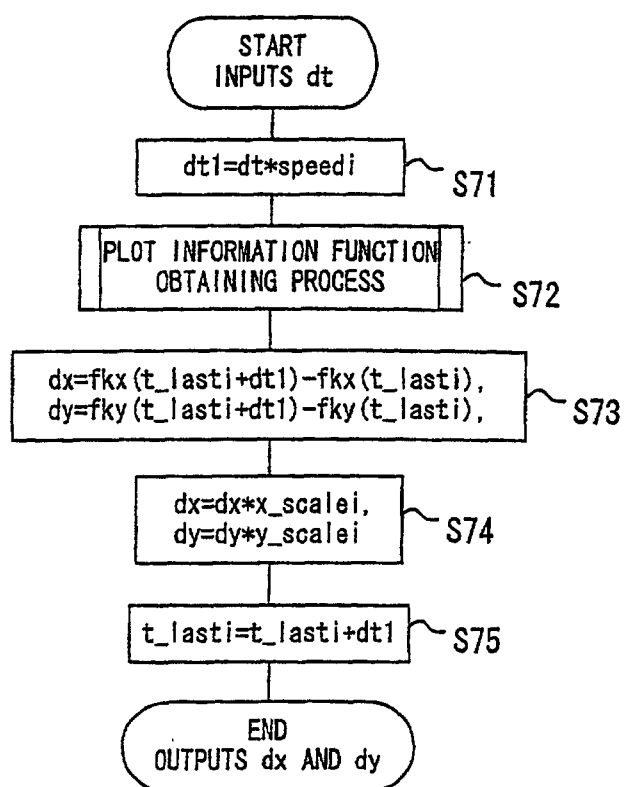 START
INPUTS dt
dt1=dt*speedi
S71
PLOT INFORMATION FUNCTION
OBTAINING PROCESS
S72
dx=fkx(t_lasti+dt1)-fkx(t_lasti),
dy=fky(t_lasti+dt1)-fky(t_lasti),
S73
dx=dx*x_scalei,
dy=dy*y_scalei
S74
t_lasti=t_lasti+dt1
S75
END
OUTPUTS dx AND dy